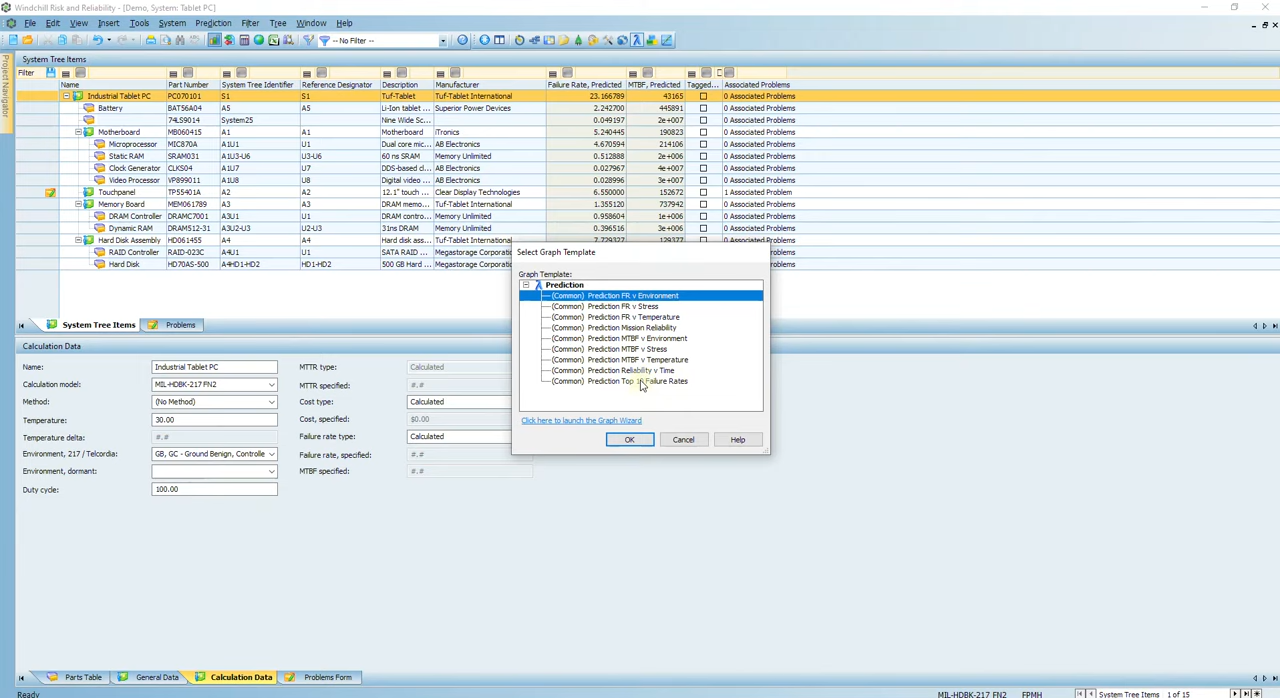 Windchill Risk and Reliability - [Demo, System: Tablet PC]
File Edit View Insert Tools System Prediction Filter Tree Window Help
-- No Filter --
Project Navigator
System Tree Items
Filter
Name Part Number System Tree Identifier Reference Designator Description Manufacturer Failure Rate, Predicted MTBF, Predicted Tagged... Associated Problems
Industrial Tablet PC PC070101 S1 S1 Tuf-Tablet Tuf-Tablet International 23.166789 43165 0 Associated Problems
Battery BAT56A04 A5 A5 Li-Ion tablet ... Superior Power Devices 2.242700 445891 0 Associated Problems
74LS9014 System25 Nine Wide Sc... 0.049197 2e+007 0 Associated Problems
Motherboard MB060415 A1 A1 Motherboard iTronics 5.240445 190823 0 Associated Problems
Microprocessor MIC870A A1U1 U1 Dual core mic... AB Electronics 4.670594 214106 0 Associated Problems
Static RAM SRAM031 A1U3-U6 U3-U6 60 ns SRAM Memory Unlimited 0.512888 2e+006 0 Associated Problems
Clock Generator CLKS04 A1U7 U7 DDS-based cl... AB Electronics 0.027967 4e+007 0 Associated Problems
Video Processor VP899011 A1U8 U8 Digital video ... AB Electronics 0.028996 3e+007 0 Associated Problems
Touchpanel TP55401A A2 A2 12.1" touch ... Clear Display Technologies 6.550000 152672 1 Associated Problems
Memory Board MEM061789 A3 A3 DRAM memo... Tuf-Tablet International 1.355120 737942 0 Associated Problems
DRAM Controller DRAMC7001 A3U1 U1 DRAM contro... AB Electronics 0.958604 1e+006 0 Associated Problems
Dynamic RAM DRAM512-31 A3U2-U3 U2-U3 31ns DRAM Memory Unlimited 0.396516 3e+006 0 Associated Problems
Hard Disk Assembly HD061455 A4 A4 Hard disk ass... Tuf-Tablet International 7.729327 129377 0 Associated Problems
RAID Controller RAID-023C A4U1 U1 SATA RAID ... Megastorage Corporatio
Hard Disk HD70AS-500 A4HD1-HD2 HD1-HD2 500 GB Hard ... Megastorage Corporatio
Select Graph Template
Graph Template:
Prediction
(Common) Prediction FR v Environment
(Common) Prediction FR v Stress
(Common) Prediction FR v Temperature
(Common) Prediction Mission Reliability
(Common) Prediction MTBF v Environment
(Common) Prediction MTBF v Stress
(Common) Prediction MTBF v Temperature
(Common) Prediction Reliability v Time
(Common) Prediction Top 10 Failure Rates
Click here to launch the Graph Wizard
OK Cancel Help
System Tree Items Problems
Calculation Data
Name: Industrial Tablet PC MTTR type: Calculated
Calculation model: MIL-HDBK-217 FN2 MTTR specified: #.#
Method: (No Method) Cost type: Calculated
Temperature: 30.00 Cost, specified: $0.00
Temperature delta: #.# Failure rate type: Calculated
Environment, 217 / Telcordia: GB, GC - Ground Benign, Controlle Failure rate, specified: #.#
Environment, dormant: MTBF specified: #.#
Duty cycle: 100.00
Parts Table General Data Calculation Data Problems Form
Ready MIL-HDBK-217 FN2 FPMH System Tree Items 1 of 15